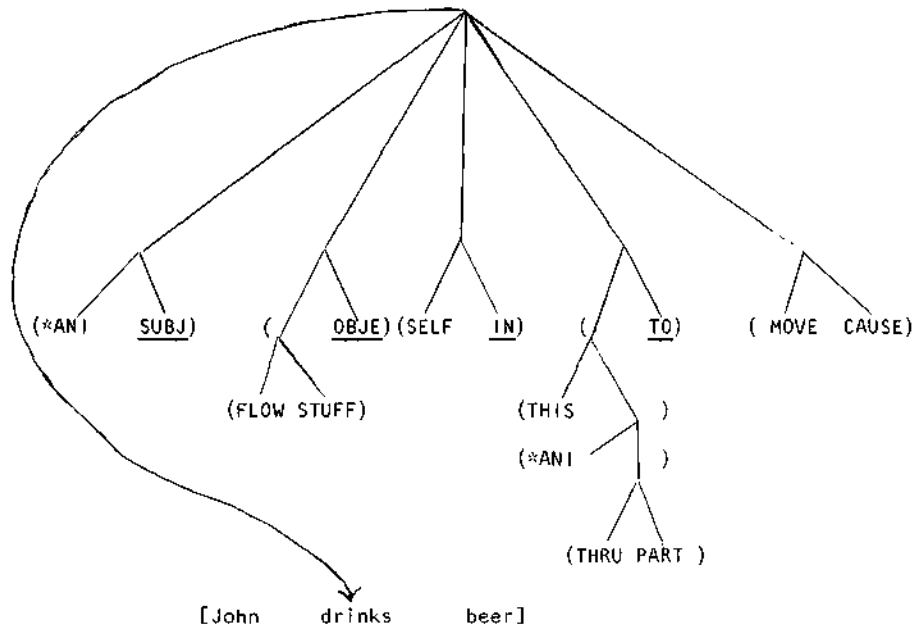 (*ANI SUBJ) ( OBJE) (SELF IN) ( TO) ( MOVE CAUSE)
(FLOW STUFF) (THIS )
(*ANI )
(THRU PART )
[John drinks beer]